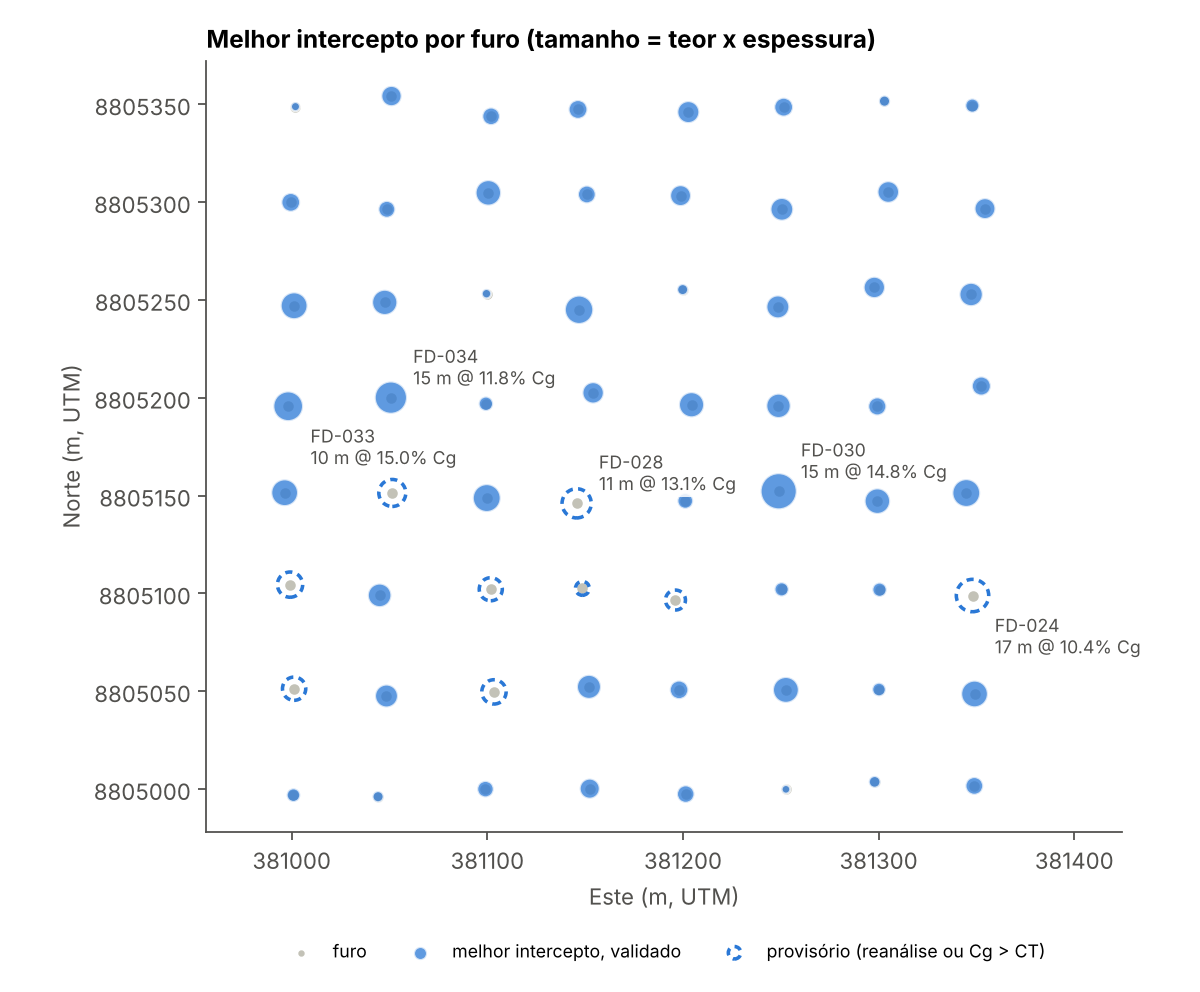 Melhor intercepto por furo (tamanho = teor x espessura)
Norte (m, UTM)
8805350
8805300
8805250
8805200
8805150
8805100
8805050
8805000
FD-034
15 m @ 11.8% Cg
FD-033
10 m @ 15.0% Cg
FD-028
11 m @ 13.1% Cg
FD-030
15 m @ 14.8% Cg
FD-024
17 m @ 10.4% Cg
381000
381100
381200
381300
381400
Este (m, UTM)
furo
melhor intercepto, validado
provisório (reanálise ou Cg > CT)